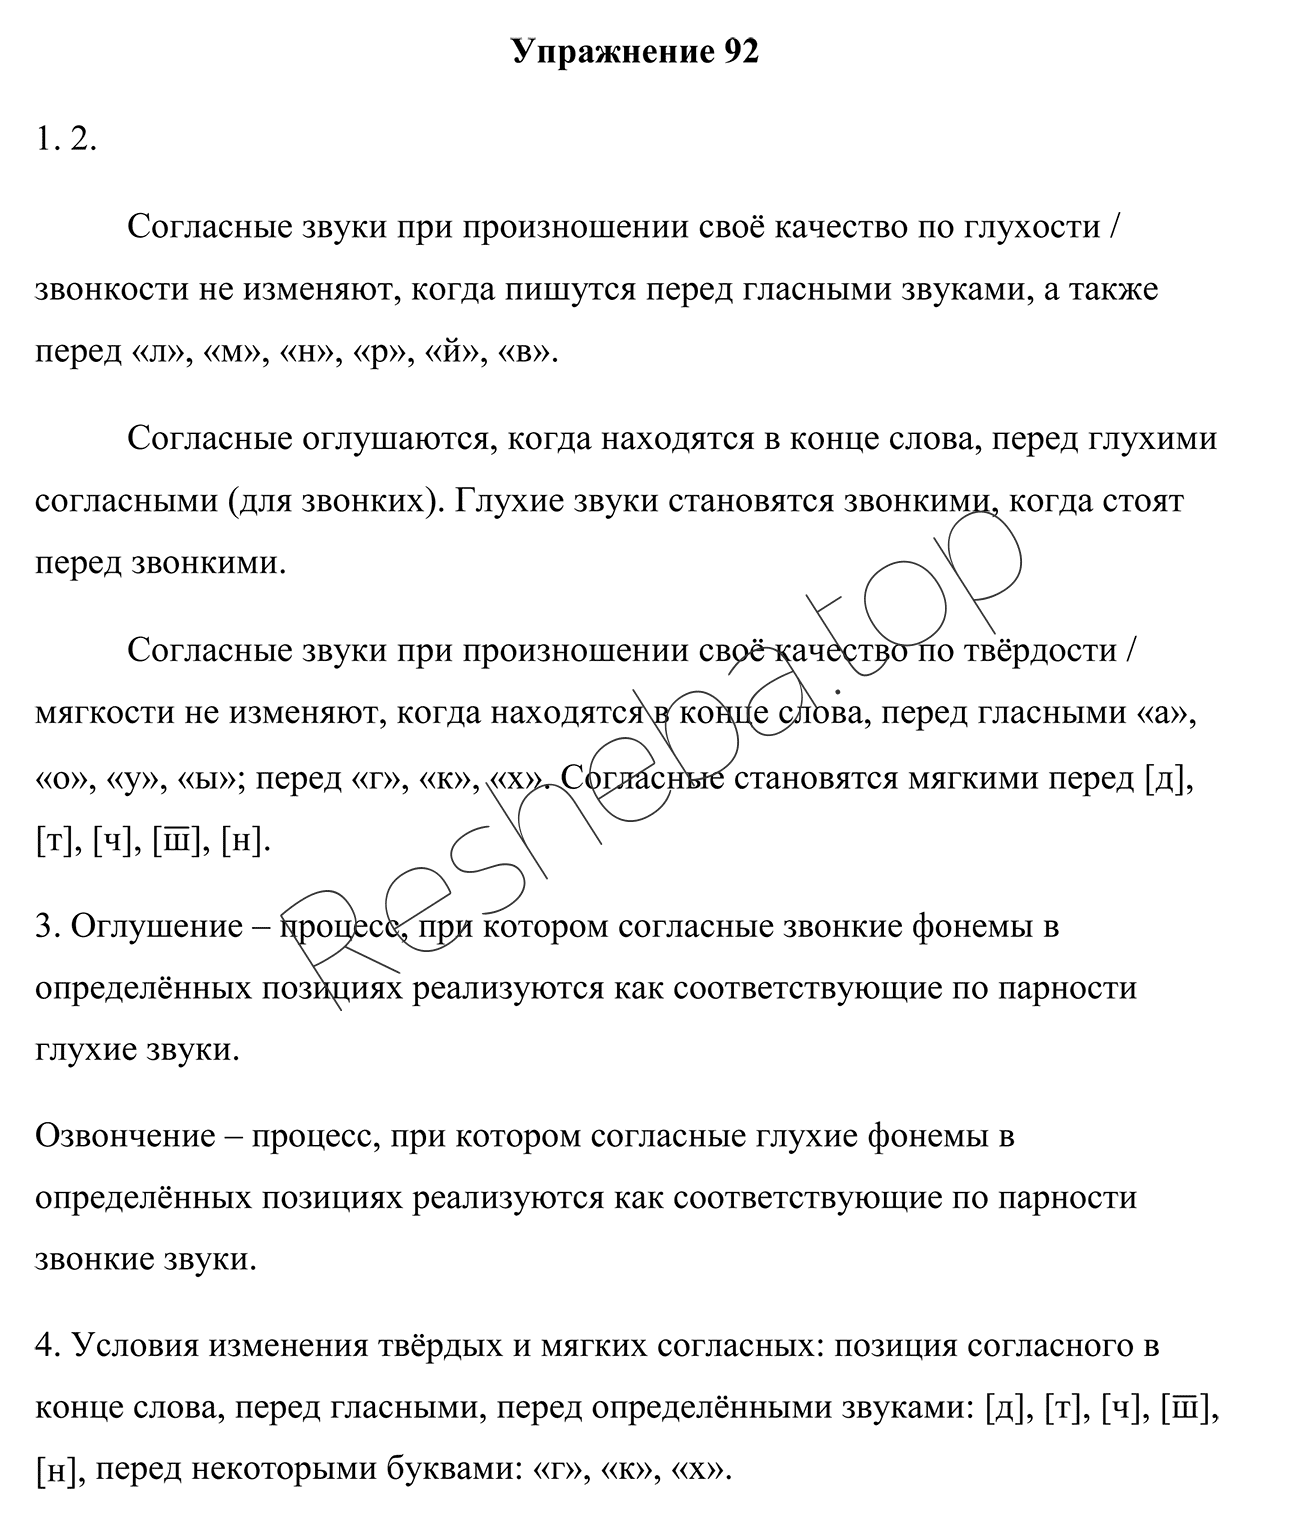 Упражнение 92
1. 2.
Согласные звуки при произношении своё качество по глухости /
звонкости не изменяют, когда пишутся перед гласными звуками, а также
перед «л», «м», «н», «р», «й», «в».
Согласные оглушаются, когда находятся в конце слова, перед глухими
согласными (для звонких). Глухие звуки становятся звонкими, когда стоят
перед звонкими.
Согласные звуки при произношении своё качество по твёрдости /
мягкости не изменяют, когда находятся в конце слова, перед гласными «а»,
«о», «у», «ы»; перед «г», «к», «х». Согласные становятся мягкими перед [д],
[т], [ч], [ш̅], [н].
3. Оглушение – процесс, при котором согласные звонкие фонемы в
определённых позициях реализуются как соответствующие по парности
глухие звуки.
Озвончение – процесс, при котором согласные глухие фонемы в
определённых позициях реализуются как соответствующие по парности
звонкие звуки.
4. Условия изменения твёрдых и мягких согласных: позиция согласного в
конце слова, перед гласными, перед определёнными звуками: [д], [т], [ч], [ш̅],
[н], перед некоторыми буквами: «г», «к», «х».
Resheba.top